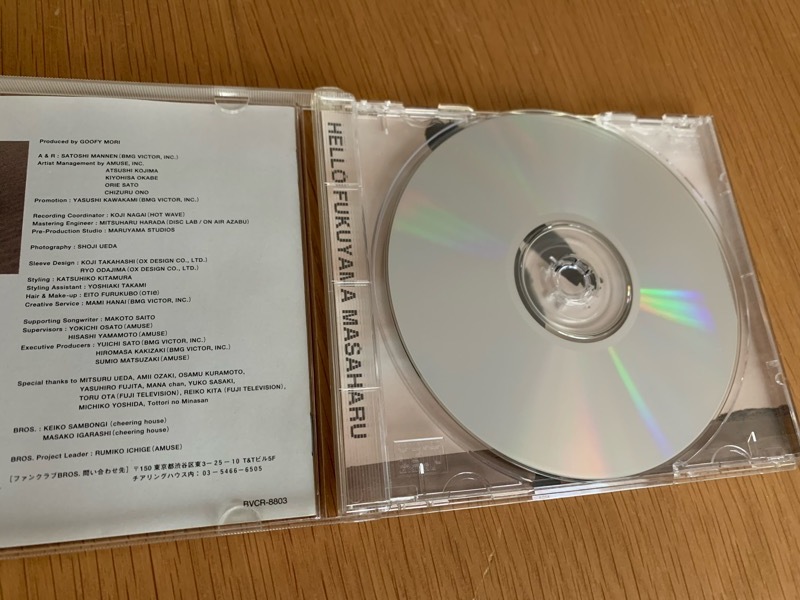 Produced by GOOFY MORI
A & R : SATOSHI MANNEN (BMG VICTOR, INC.)
Artist Management by AMUSE, INC.
ATSUSHI KOJIMA
KIYOHISA OKABE
ORIE SATO
CHIZURU ONO
Promotion : YASUSHI KAWAKAMI (BMG VICTOR, INC.)
Recording Coordinator : KOJI NAGAI (HOT WAVE)
Mastering Engineer : MITSUHARU HARADA (DISC LAB / ON AIR AZABU)
Pre-Production Studio : MARUYAMA STUDIOS
Photography : SHOJI UEDA
Sleeve Design : KOJI TAKAHASHI (OX DESIGN CO., LTD.)
RYO ODAJIMA (OX DESIGN CO., LTD.)
Styling : KATSUHIKO KITAMURA
Styling Assistant : YOSHIAKI TAKAMI
Hair & Make-up : EITO FURUKUBO (OTIB)
Creative Service : MAMI HANAI (BMG VICTOR, INC.)
Supporting Songwriter : MAKOTO SAITO
Supervisors : YOKICHI OSATO (AMUSE)
HISASHI YAMAMOTO (AMUSE)
Executive Producers : YUICHI SATO (BMG VICTOR, INC.)
HIROMASA KAKIZAKI (BMG VICTOR, INC.)
SUMIO MATSUZAKI (AMUSE)
Special thanks to MITSURU UEDA, AMII OZAKI, OSAMU KURAMOTO,
YASUHIRO FUJITA, MANA chan, YUKO SASAKI,
TORU OTA (FUJI TELEVISION), REIKO KITA (FUJI TELEVISION),
MICHIKO YOSHIDA, Tottori no Minasan
BROS. : KEIKO SAMBONGI (cheering house)
MASAKO IGARASHI (cheering house)
BROS. Project Leader : RUMIKO ICHIGE (AMUSE)
[ファンクラブBROS. 問い合わせ先] 〒150 東京都渋谷区東3-25-10 T&Tビル5F
チアリングハウス内 : 03-5466-6505
BVCR-8803
HELLO FUKUYAMA MASAHARU